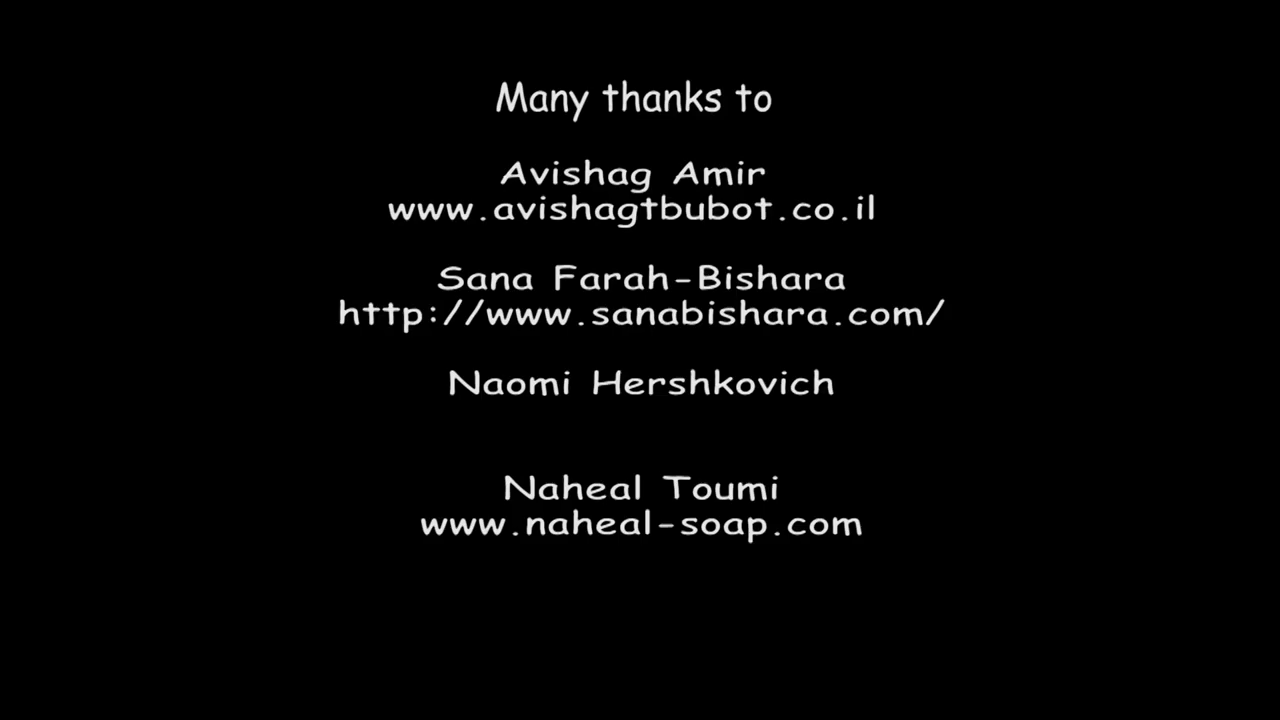 Many thanks to
Avishag Amir
www.avishagtbubot.co.il
Sana Farah-Bishara
http://www.sanabishara.com/
Naomi Hershkovich
Naheal Toumi
www.naheal-soap.com